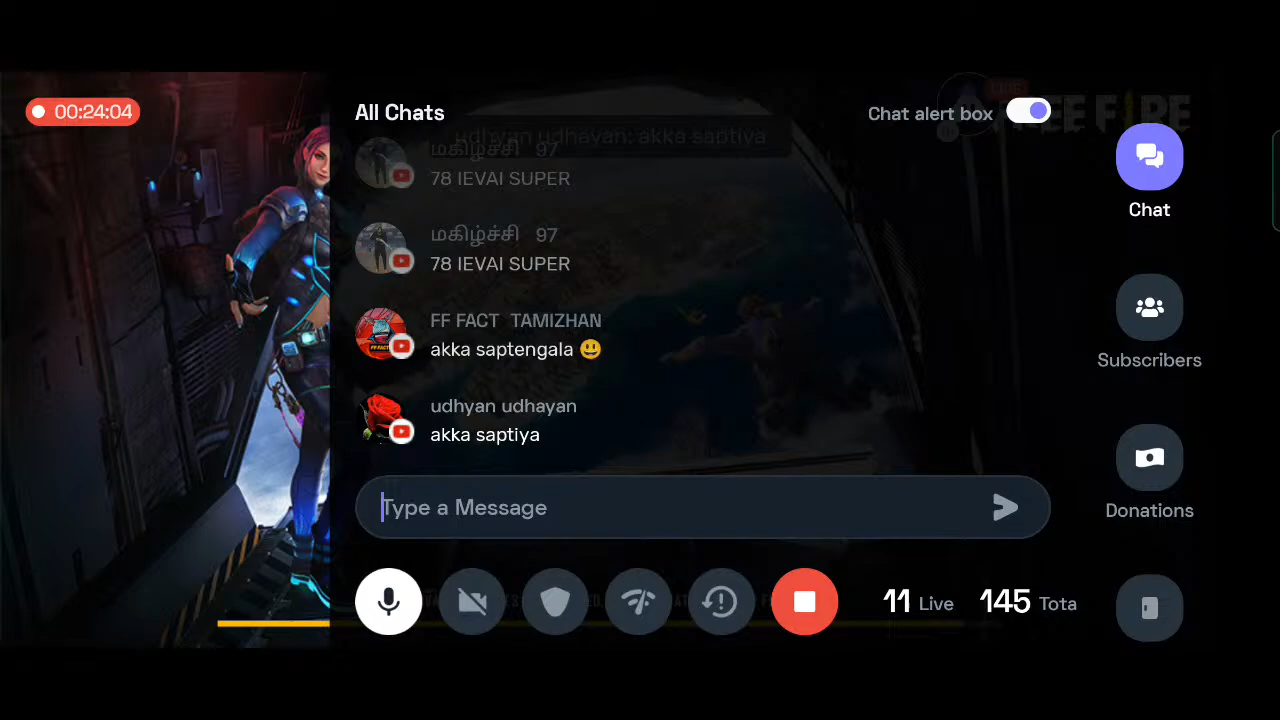 00:24:04
All Chats
Chat alert box
FREE FIRE
udhyan udhayan: akka saptiya
மகிழ்ச்சி 97
78 IEVAI SUPER
மகிழ்ச்சி 97
78 IEVAI SUPER
FF FACT TAMIZHAN
akka saptengala 😃
udhyan udhayan
akka saptiya
Type a Message
Chat
Subscribers
Donations
11 Live 145 Tota